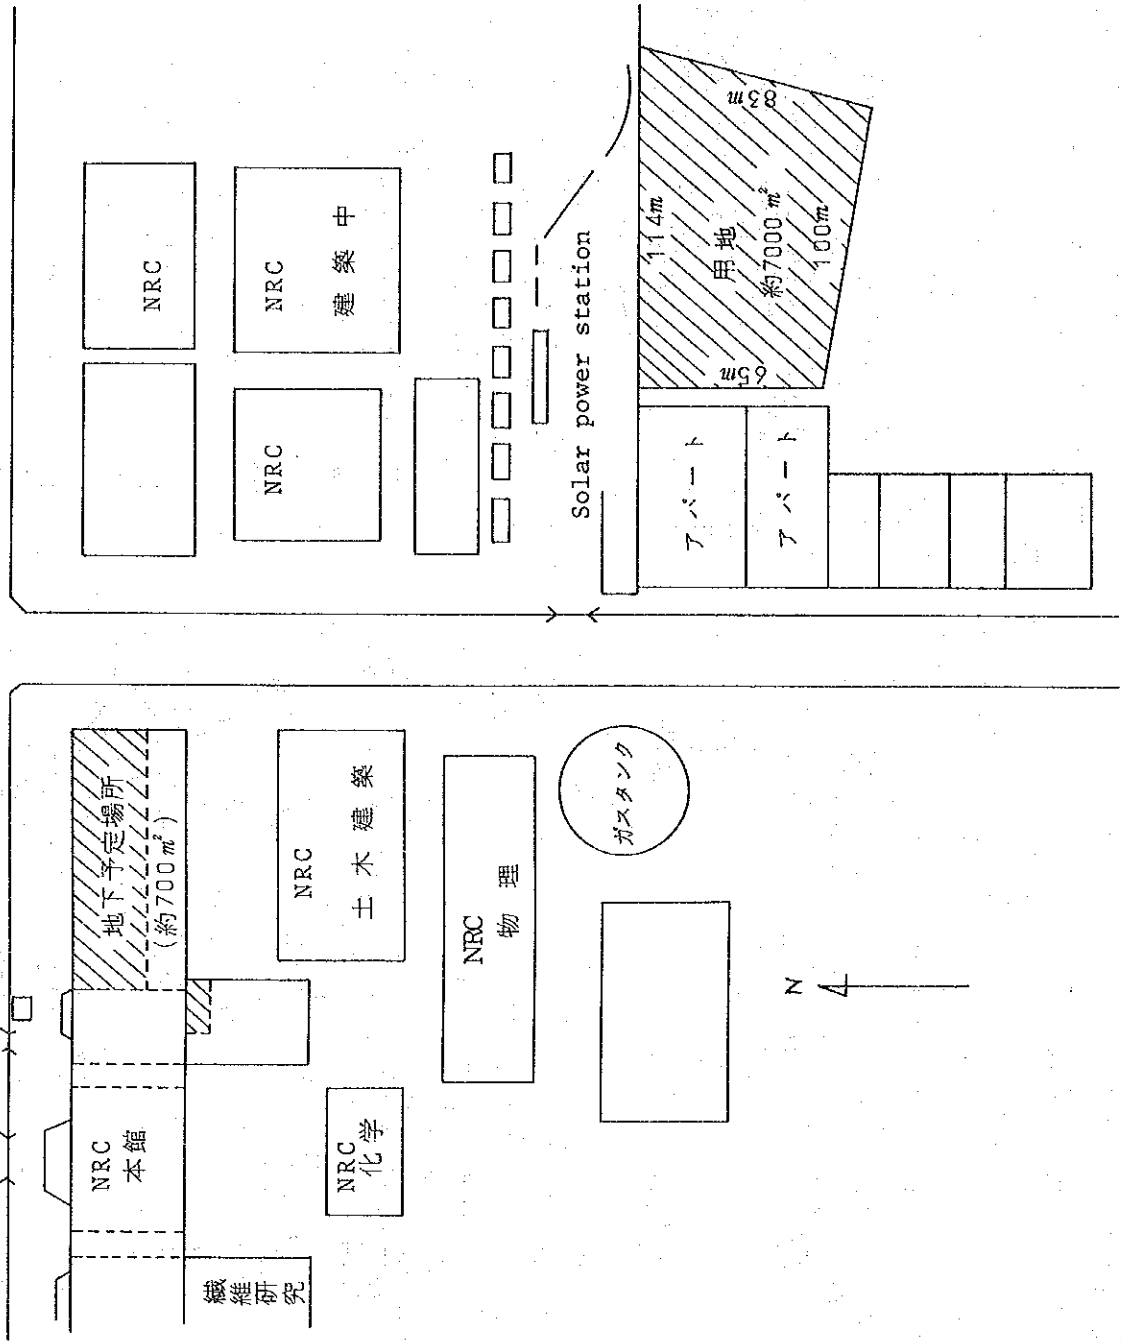 NRC
本館
繊維研究
NRC
化学
地下予定場所
(約700m²)
NRC
土木建築
NRC
物理
ガスタンク
N
NRC
NRC
建築中
NRC
Solar power station
アパート
アパート
114m
用地
約7000m²
100m
65m
83m